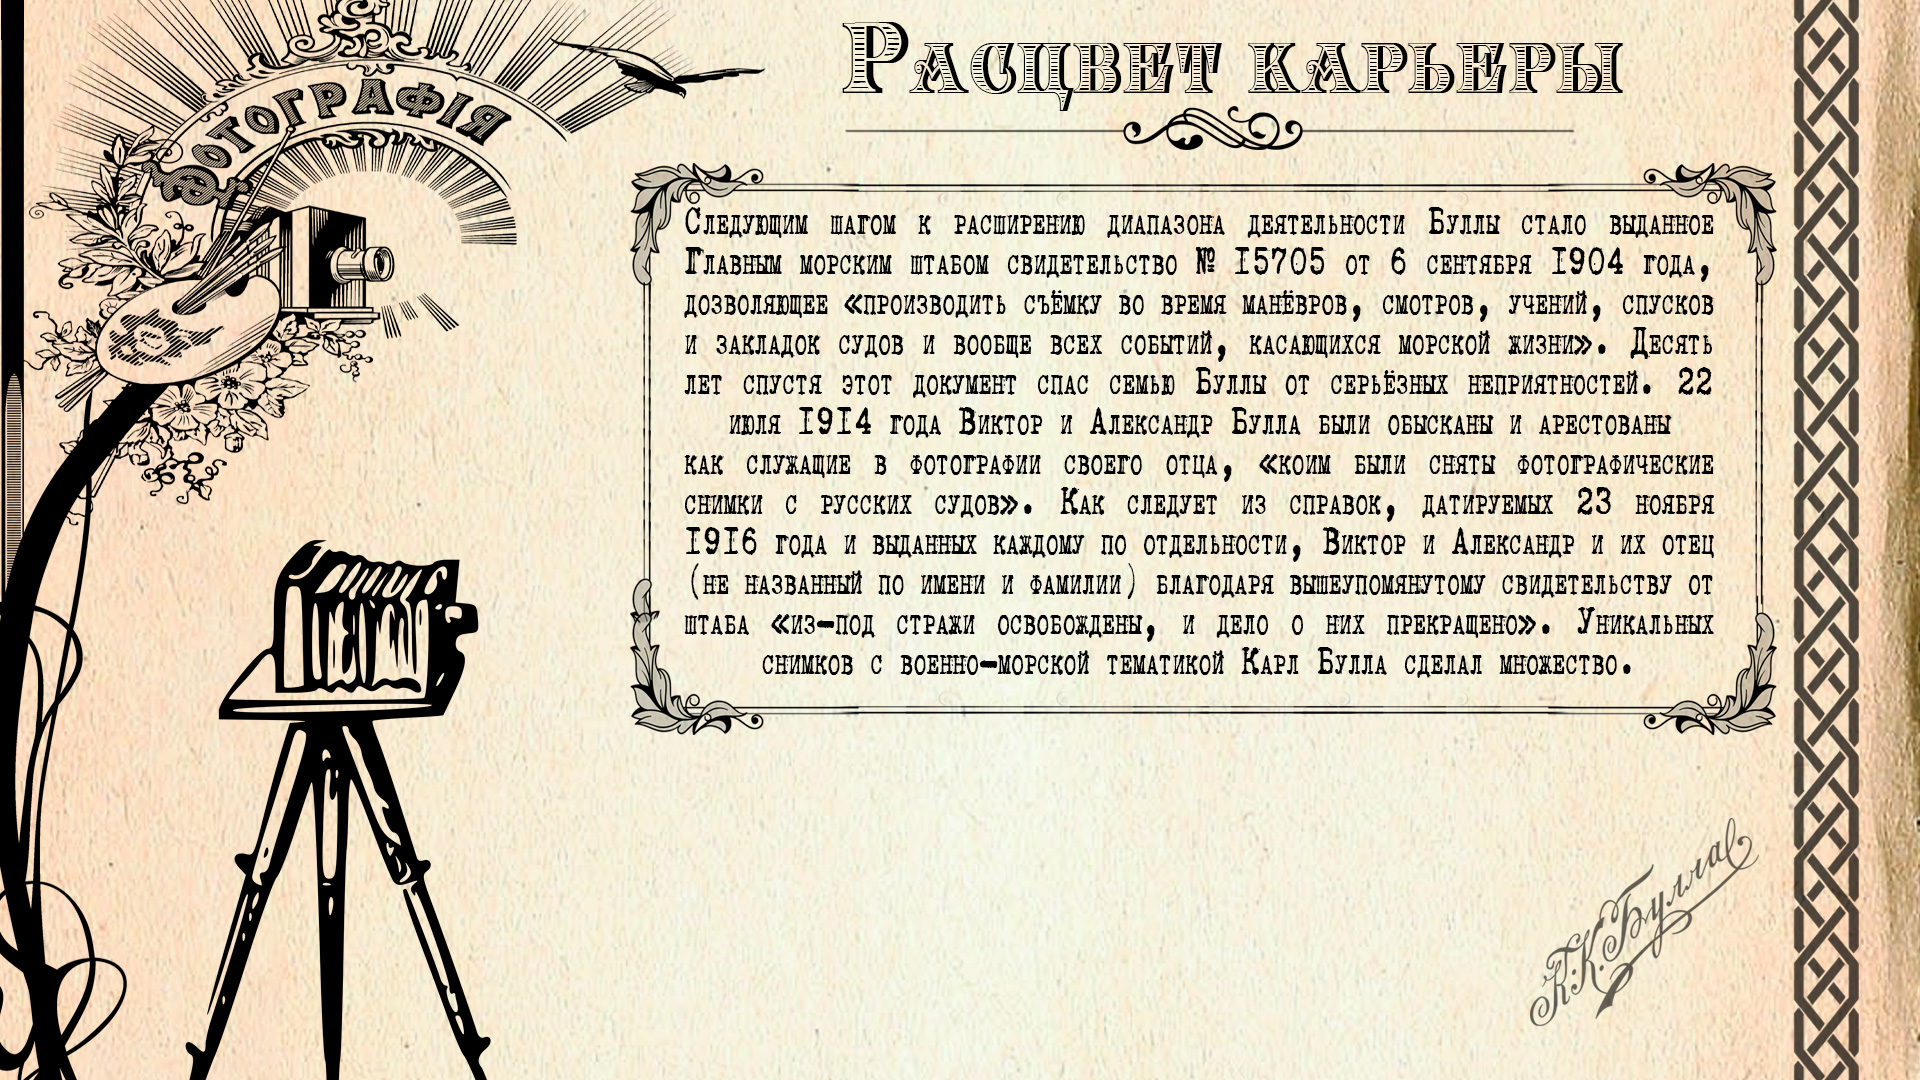 ФОТОГРАФІЯ
Расцвет карьеры
Следующим шагом к расширению диапазона деятельности Буллы стало выданное
Главным морским штабом свидетельство № 15705 от 6 сентября 1904 года,
дозволяющее «производить съёмку во время манёвров, смотров, учений, спусков
и закладок судов и вообще всех событий, касающихся морской жизни». Десять
лет спустя этот документ спас семью Буллы от серьёзных неприятностей. 22
июля 1914 года Виктор и Александр Булла были обысканы и арестованы
как служащие в фотографии своего отца, «коим были сняты фотографические
снимки с русских судов». Как следует из справок, датируемых 23 ноября
1916 года и выданных каждому по отдельности, Виктор и Александр и их отец
(не названный по имени и фамилии) благодаря вышеупомянутому свидетельству от
штаба «из-под стражи освобождены, и дело о них прекращено». Уникальных
снимков с военно-морской тематикой Карл Булла сделал множество.
К.К.Булла